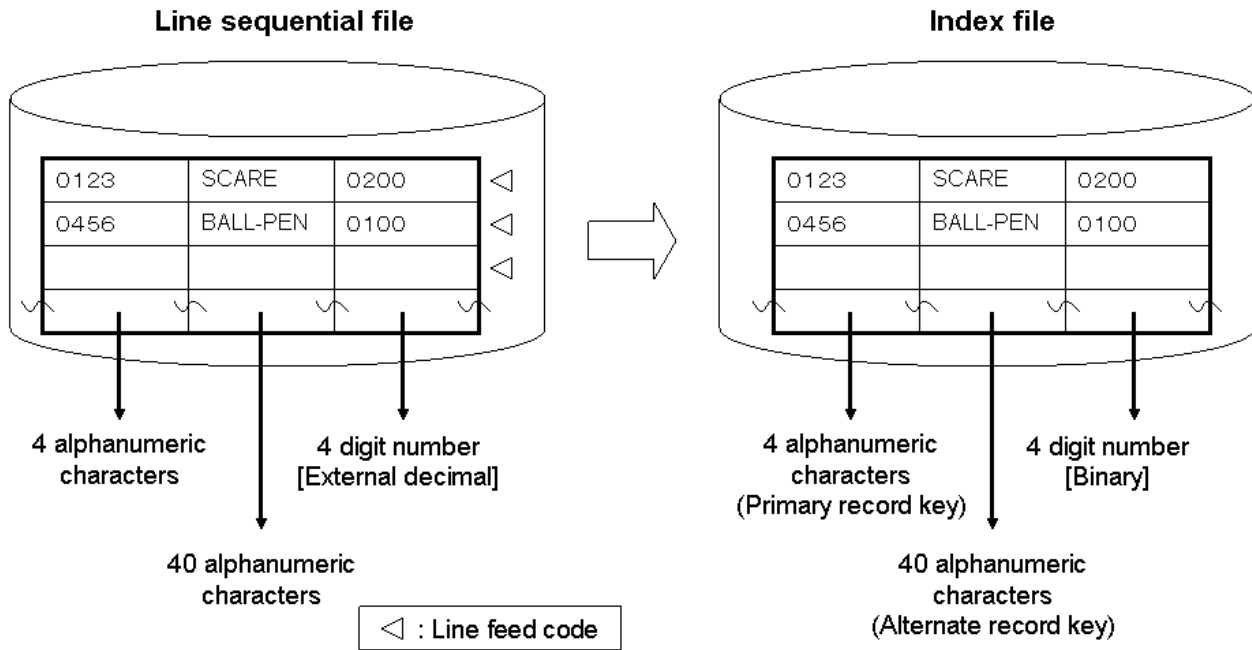 Line sequential file
0123 SCARE 0200
0456 BALL-PEN 0100
4 alphanumeric
characters
40 alphanumeric
characters
4 digit number
[External decimal]
◁ : Line feed code
Index file
0123 SCARE 0200
0456 BALL-PEN 0100
4 alphanumeric
characters
(Primary record key)
40 alphanumeric
characters
(Alternate record key)
4 digit number
[Binary]